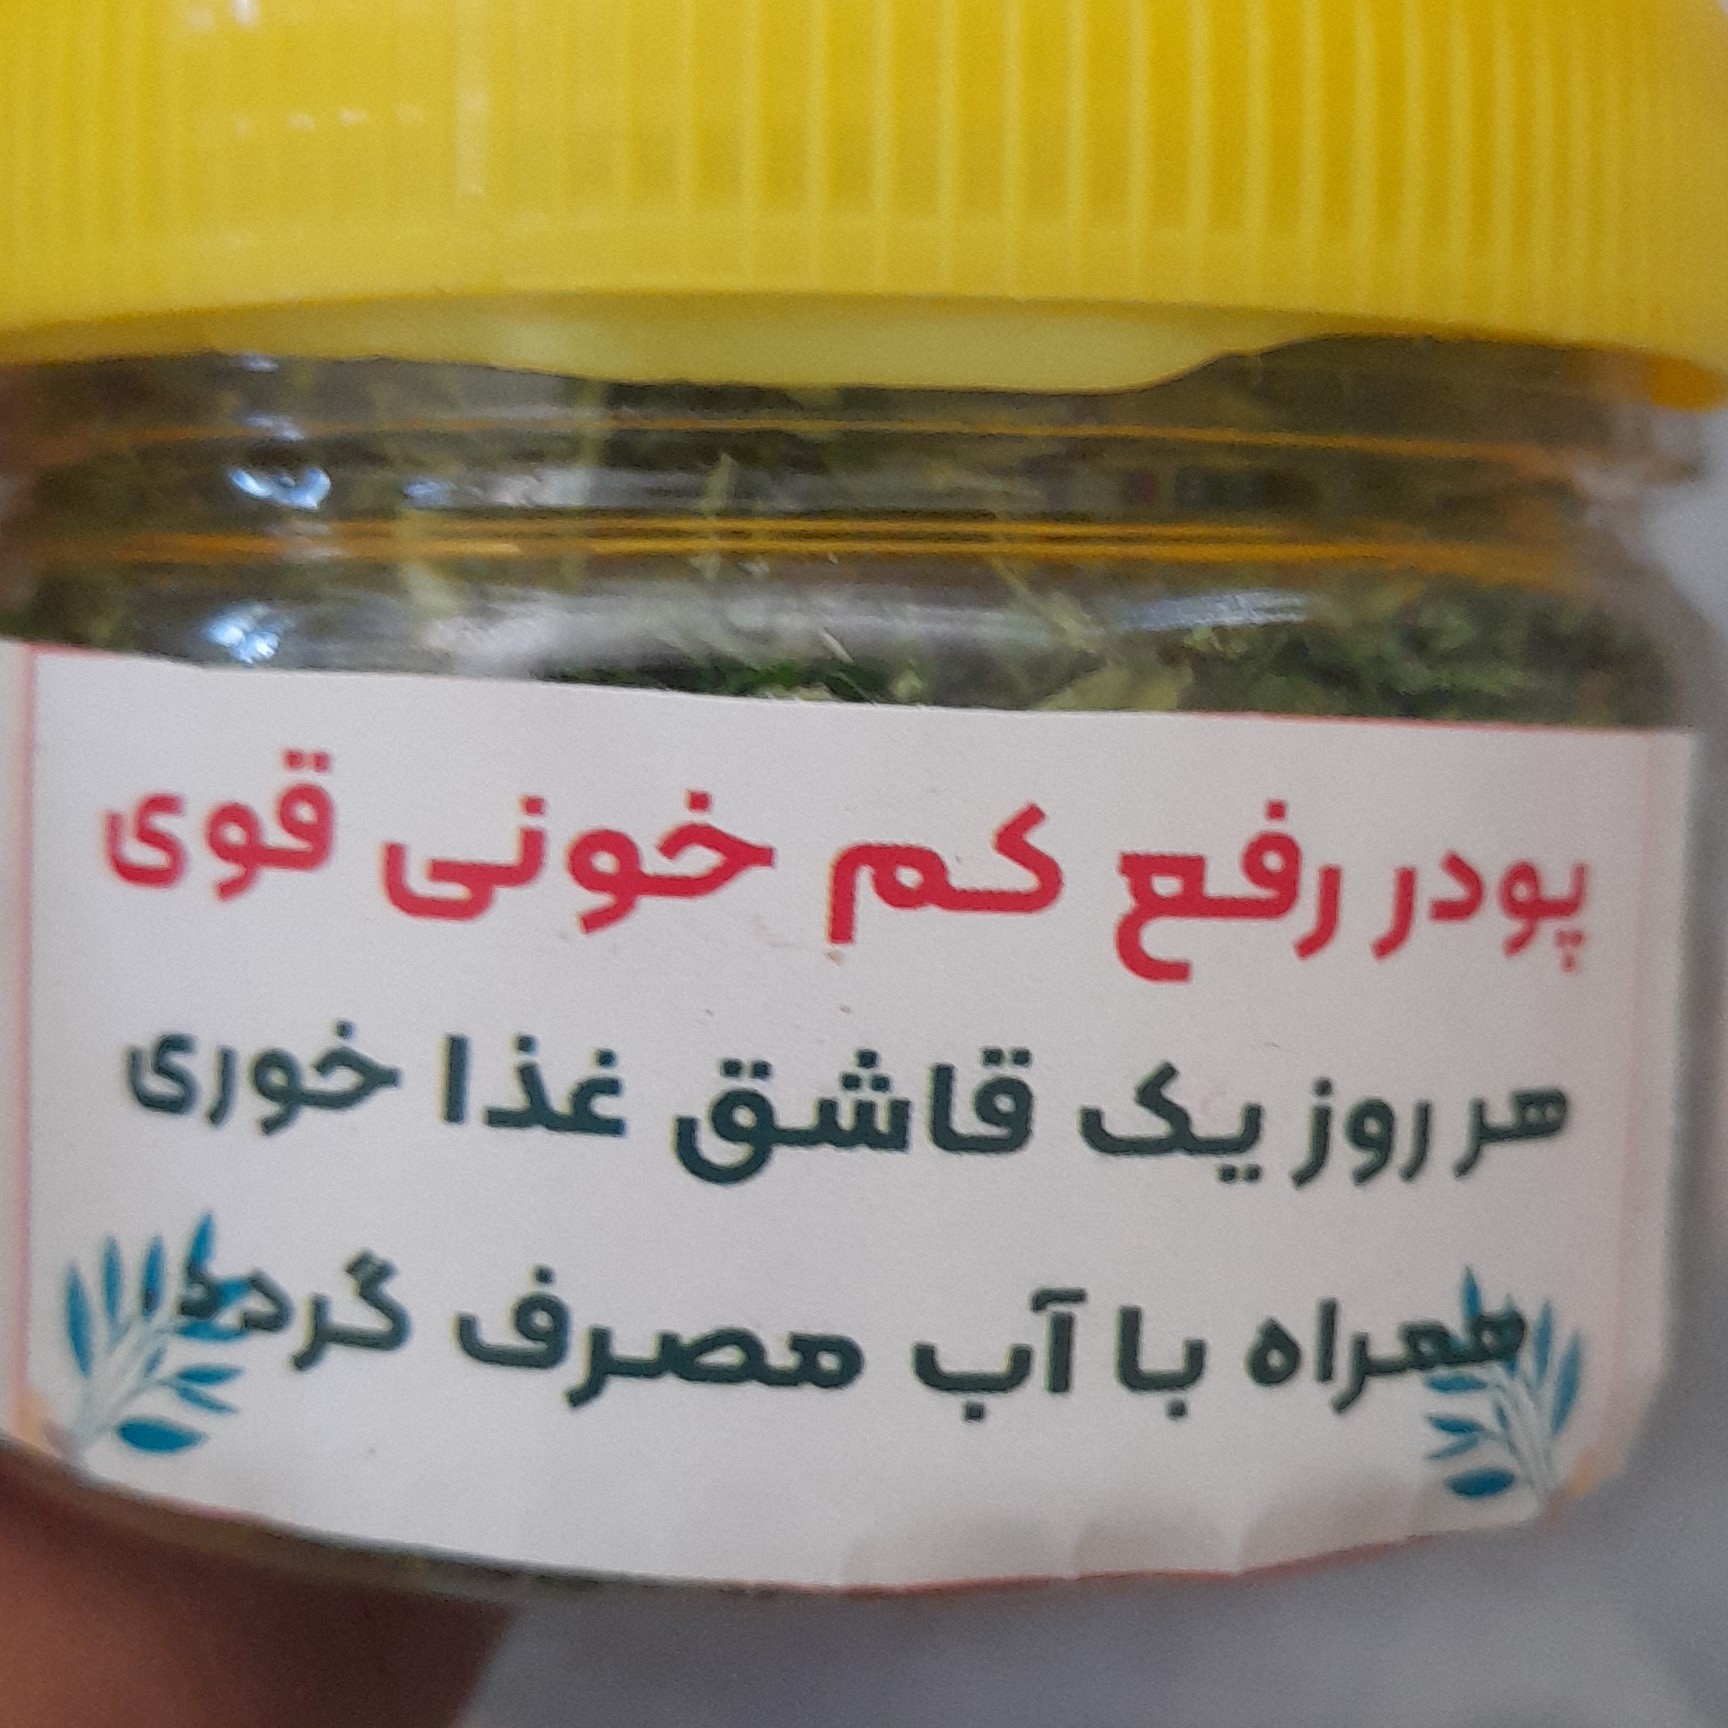 پودر رفع کم خونی قوی
هر روز یک قاشق غذا خوری
همراه با آب مصرف گردد.